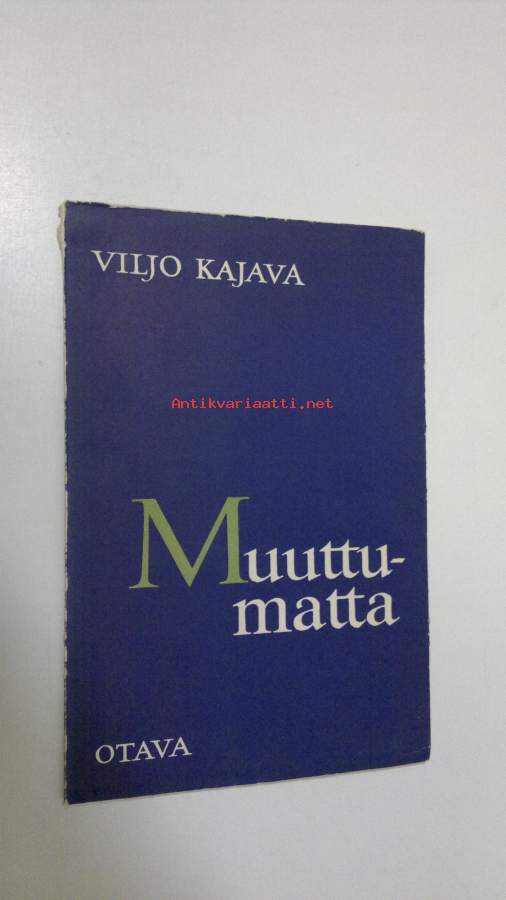 VILJO KAJAVA
Antikvariaatti.net
Muuttu-
matta
OTAVA